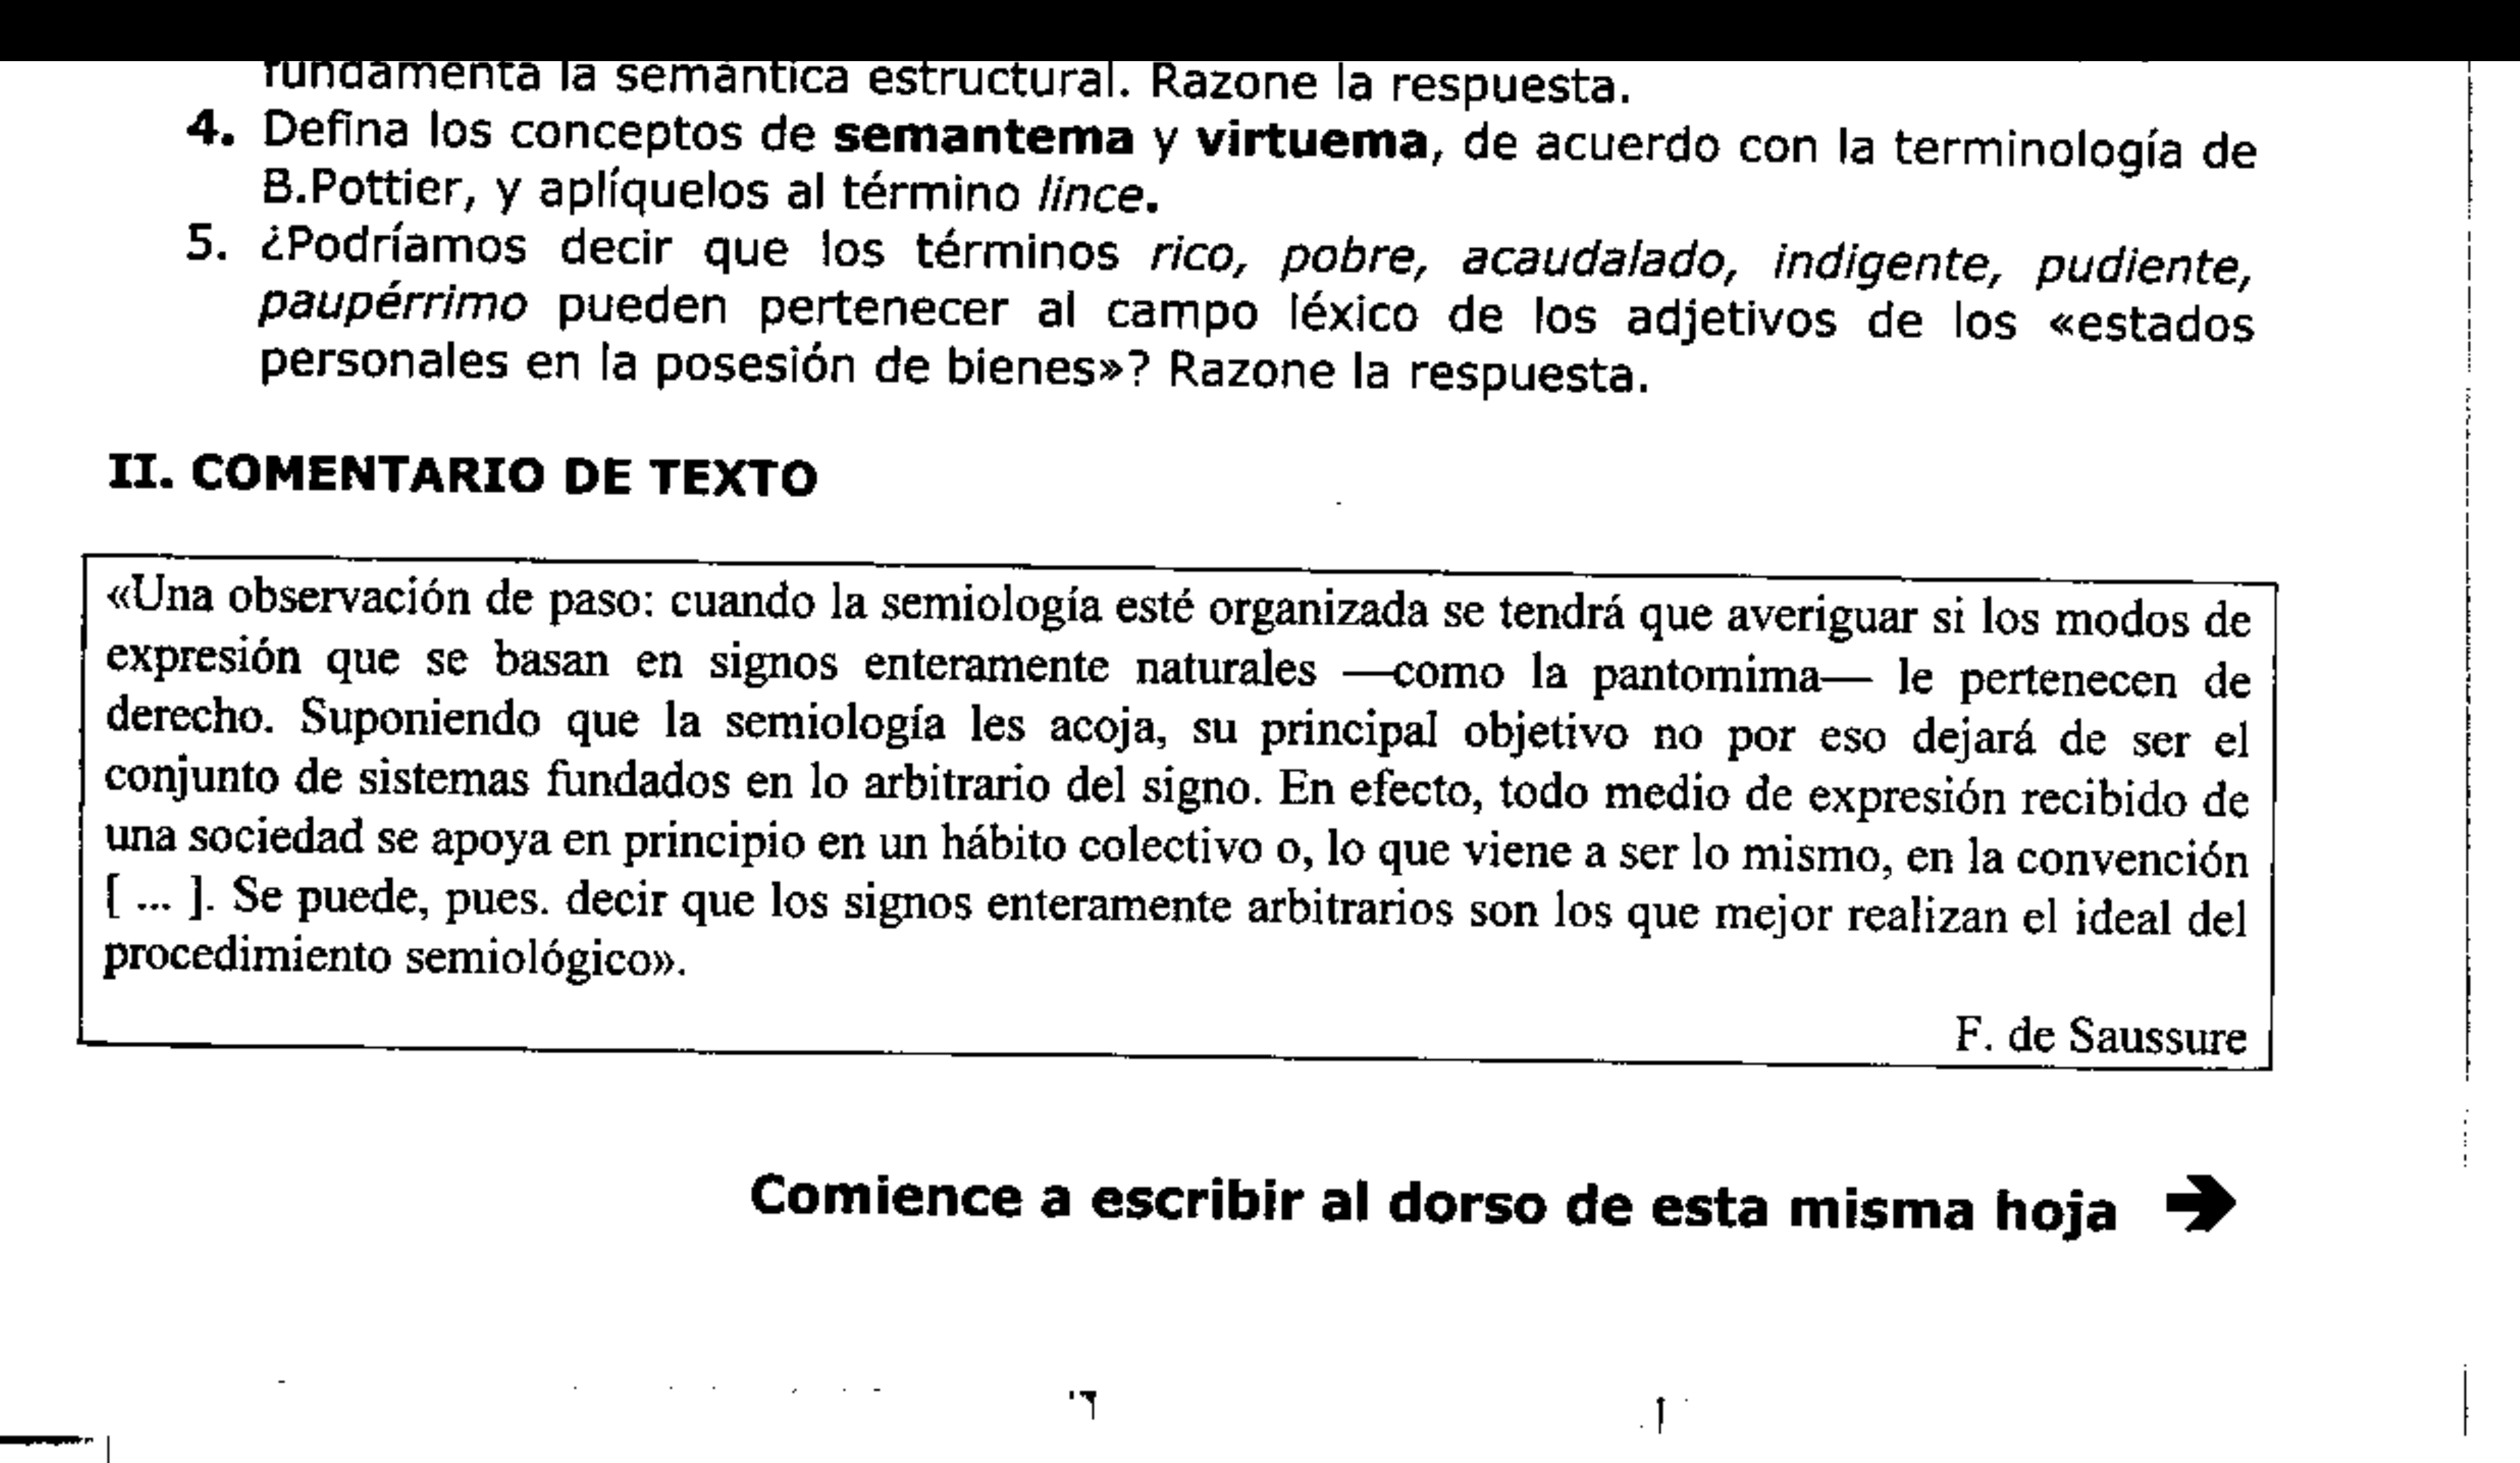 fundamenta la semántica estructural. Razone la respuesta.
4. Defina los conceptos de semantema y virtuema, de acuerdo con la terminología de
B.Pottier, y aplíquelos al término lince.
5. ¿Podríamos decir que los términos rico, pobre, acaudalado, indigente, pudiente,
paupérrimo pueden pertenecer al campo léxico de los adjetivos de los «estados
personales en la posesión de bienes»? Razone la respuesta.
II. COMENTARIO DE TEXTO
«Una observación de paso: cuando la semiología esté organizada se tendrá que averiguar si los modos de
expresión que se basan en signos enteramente naturales —como la pantomima— le pertenecen de
derecho. Suponiendo que la semiología les acoja, su principal objetivo no por eso dejará de ser el
conjunto de sistemas fundados en lo arbitrario del signo. En efecto, todo medio de expresión recibido de
una sociedad se apoya en principio en un hábito colectivo o, lo que viene a ser lo mismo, en la convención
[ ... ]. Se puede, pues. decir que los signos enteramente arbitrarios son los que mejor realizan el ideal del
procedimiento semiológico».
F. de Saussure
Comience a escribir al dorso de esta misma hoja →